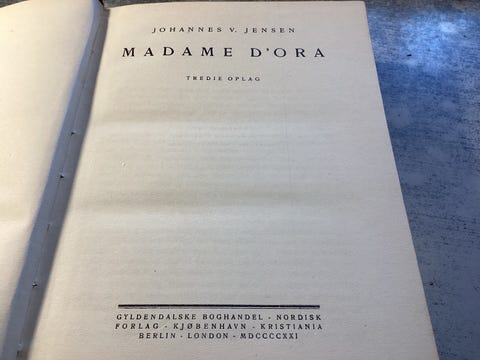 JOHANNES V. JENSEN
MADAME D'ORA
TREDIE OPLAG
GYLDENDALSKE BOGHANDEL - NORDISK
FORLAG - KJØBENHAVN - KRISTIANIA
BERLIN - LONDON - MDCCCCXXI